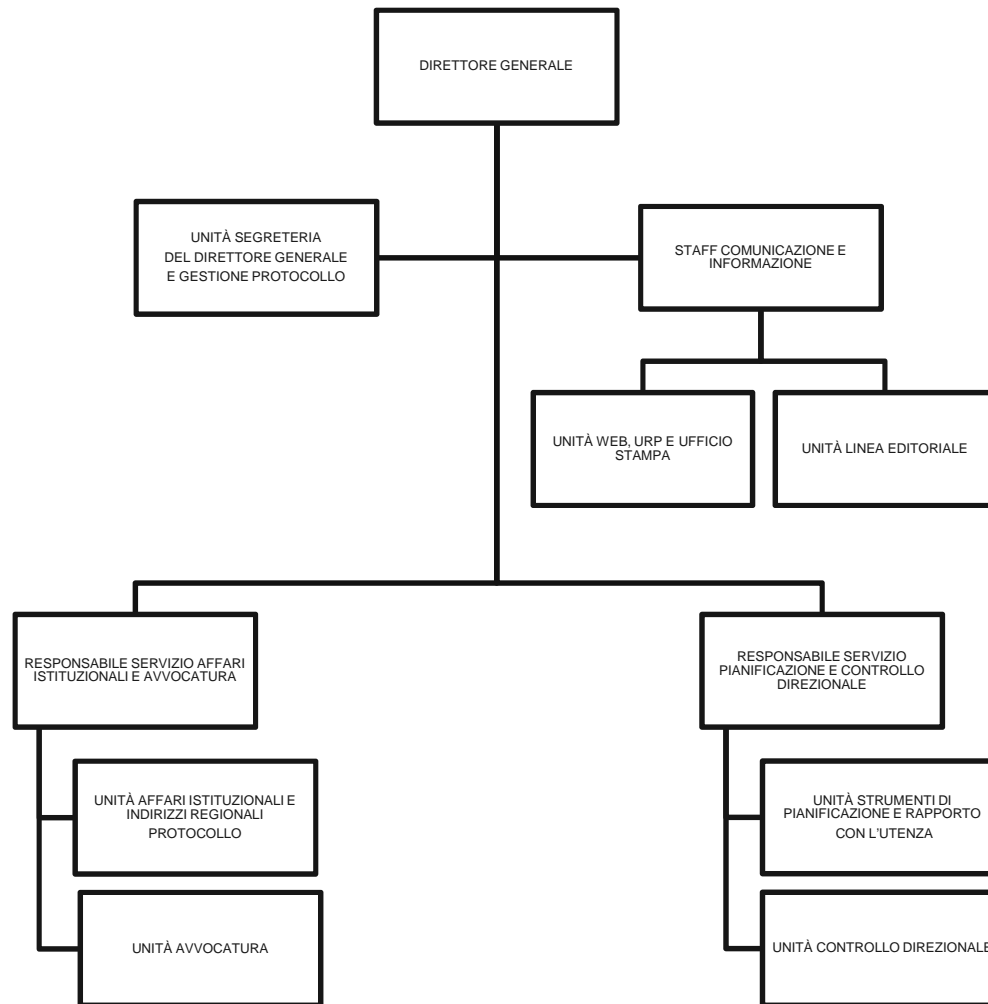 DIRETTORE GENERALE
UNITÀ SEGRETERIA
DEL DIRETTORE GENERALE
E GESTIONE PROTOCOLLO
STAFF COMUNICAZIONE E
INFORMAZIONE
UNITÀ WEB, URP E UFFICIO
STAMPA
UNITÀ LINEA EDITORIALE
RESPONSABILE SERVIZIO AFFARI
ISTITUZIONALI E AVVOCATURA
RESPONSABILE SERVIZIO
PIANIFICAZIONE E CONTROLLO
DIREZIONALE
UNITÀ AFFARI ISTITUZIONALI E
INDIRIZZI REGIONALI
PROTOCOLLO
UNITÀ STRUMENTI DI
PIANIFICAZIONE E RAPPORTO
CON L'UTENZA
UNITÀ AVVOCATURA
UNITÀ CONTROLLO DIREZIONALE